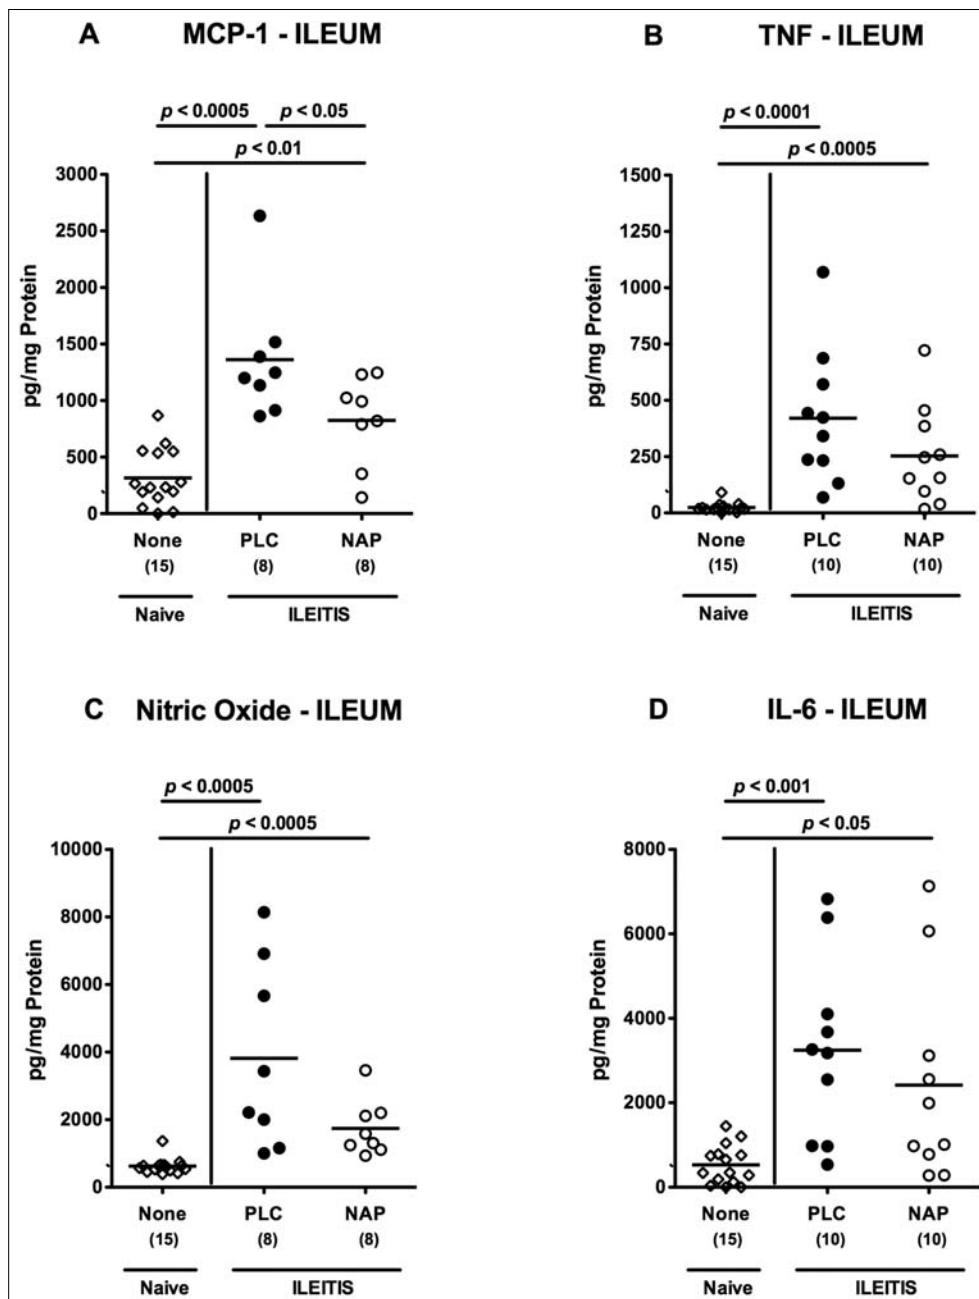 A MCP-1 - ILEUM
p < 0.0005 p < 0.05
p < 0.01
3000
2500
2000
1500
1000
500
0
pg/mg Protein
None PLC NAP
(15) (8) (8)
Naive ILEITIS
B TNF - ILEUM
p < 0.0001
p < 0.0005
1500
1250
1000
750
500
250
0
pg/mg Protein
None PLC NAP
(15) (10) (10)
Naive ILEITIS
C Nitric Oxide - ILEUM
p < 0.0005
p < 0.0005
10000
8000
6000
4000
2000
0
pg/mg Protein
None PLC NAP
(15) (8) (8)
Naive ILEITIS
D IL-6 - ILEUM
p < 0.001
p < 0.05
8000
6000
4000
2000
0
pg/mg Protein
None PLC NAP
(15) (10) (10)
Naive ILEITIS